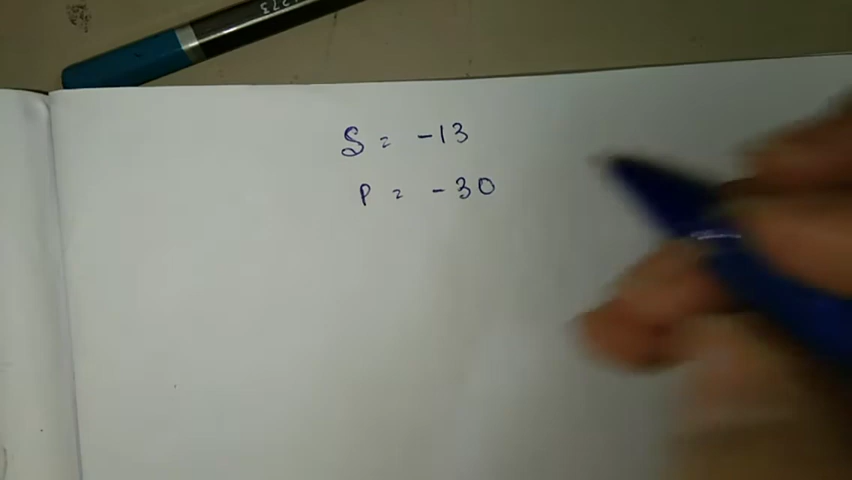 S = -13
P = -30